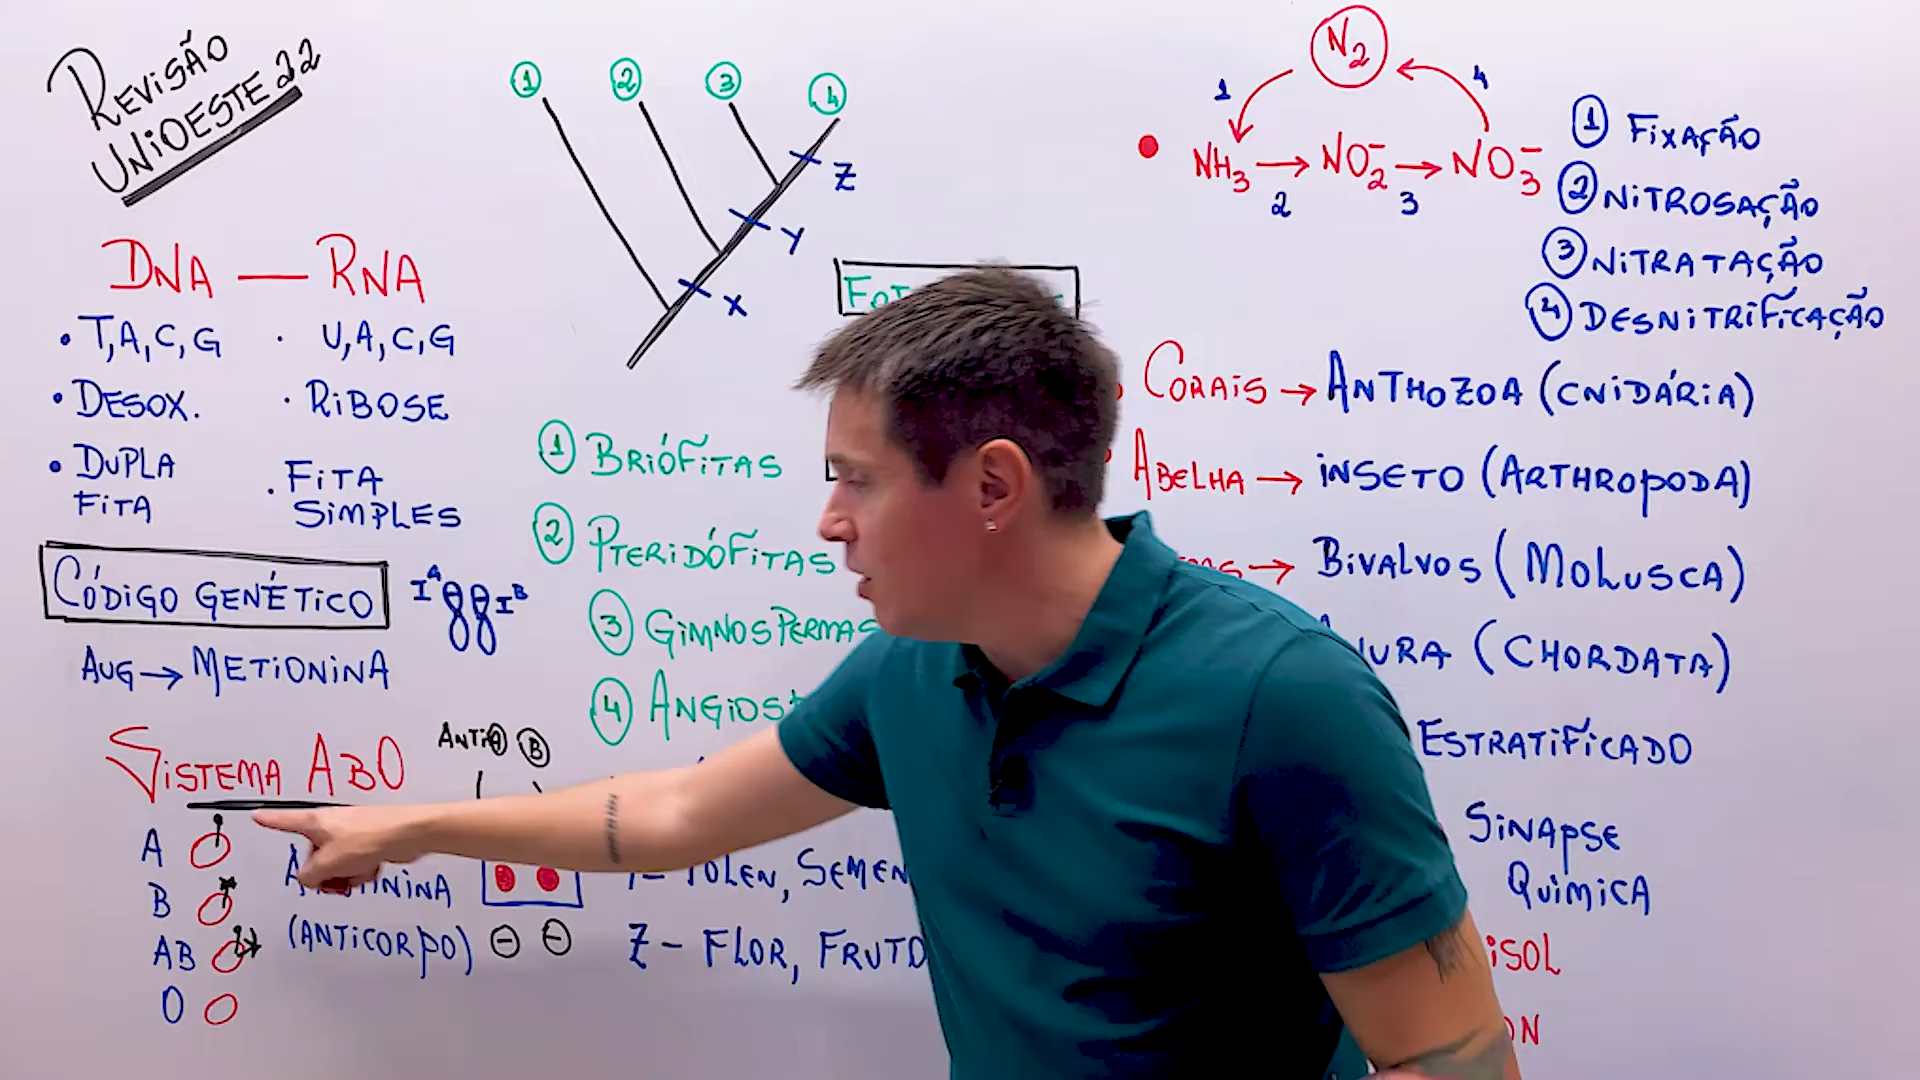 REVISÃO
UNIOESTE 22
DNA — RNA
• T,A,C,G
• U,A,C,G
• DESOX.
• RIBOSE
• DUPLA
FITA
• FITA
SIMPLES
CÓDIGO GENÉTICO
I^A
I^B
AUG → METIONINA
SISTEMA ABO
A
B
AB
O
(ANTICORPO)
ANTI A
B
1
2
3
4
Z
Y
X
1 BRIÓFITAS
2 PTERIDÓFITAS
3 GIMNOSPERMAS
4
Z - FLOR, FRUTO
N2
1
4
NH3 → NO2- → NO3-
2
3
1 FIXAÇÃO
2 NITROSAÇÃO
3 NITRATAÇÃO
4 DESNITRIFICAÇÃO
CORAIS → ANTHOZOA (CNIDÁRIA)
ABELHA → INSETO (ARTHROPODA)
→ BIVALVOS (MOLUSCA)
(CHORDATA)
ESTRATIFICADO
SINAPSE
QUÍMICA